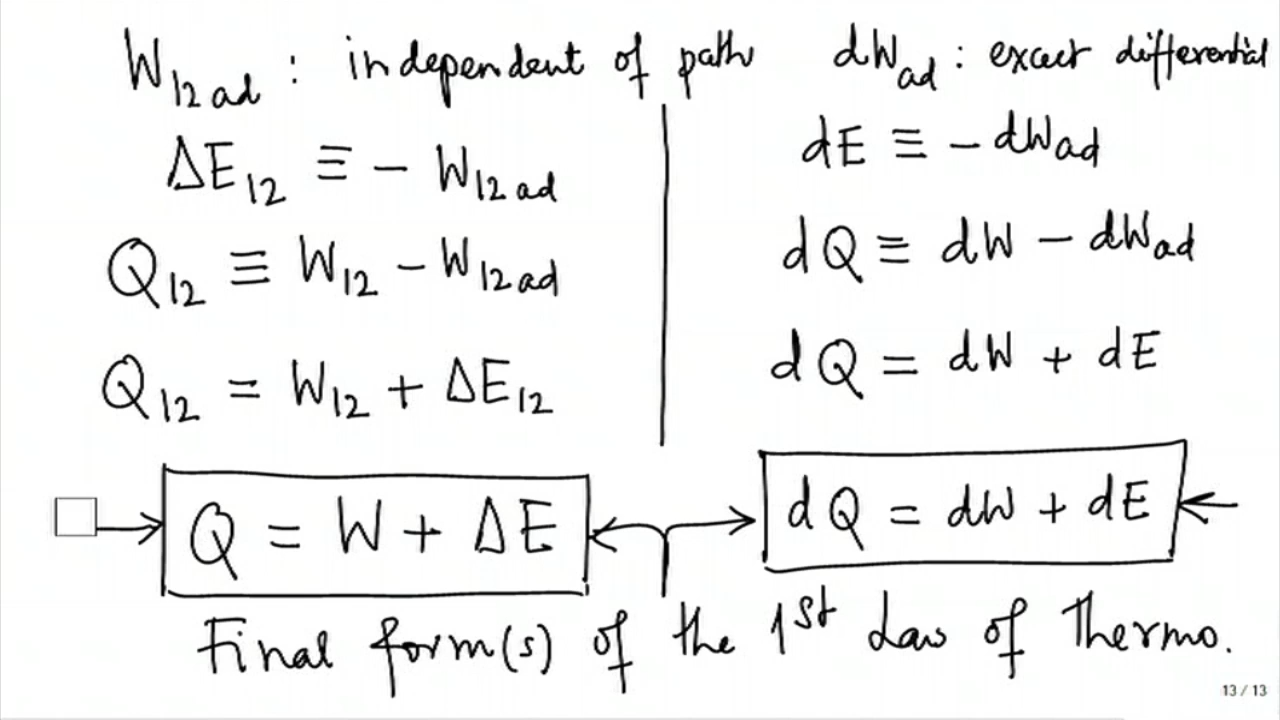 W12 ad : independent of path
ΔE12 ≡ − W12 ad
Q12 ≡ W12 − W12 ad
Q12 = W12 + ΔE12
Q = W + ΔE
dWad : exact differential
dE ≡ − dWad
dQ ≡ dW − dWad
dQ = dW + dE
dQ = dW + dE
Final form(s) of the 1st Law of Thermo.
13 / 13